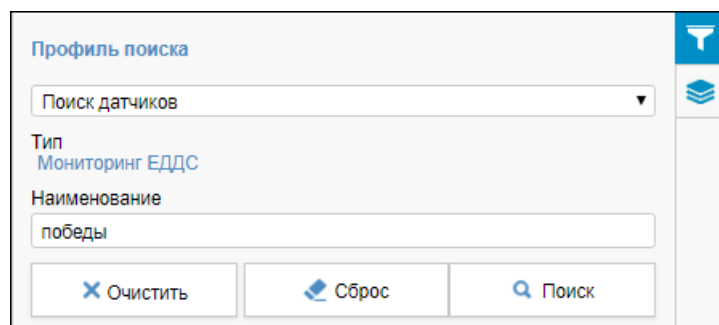 Профиль поиска
Поиск датчиков
Тип
Мониторинг ЕДДС
Наименование
победы
Очистить
Сброс
Поиск